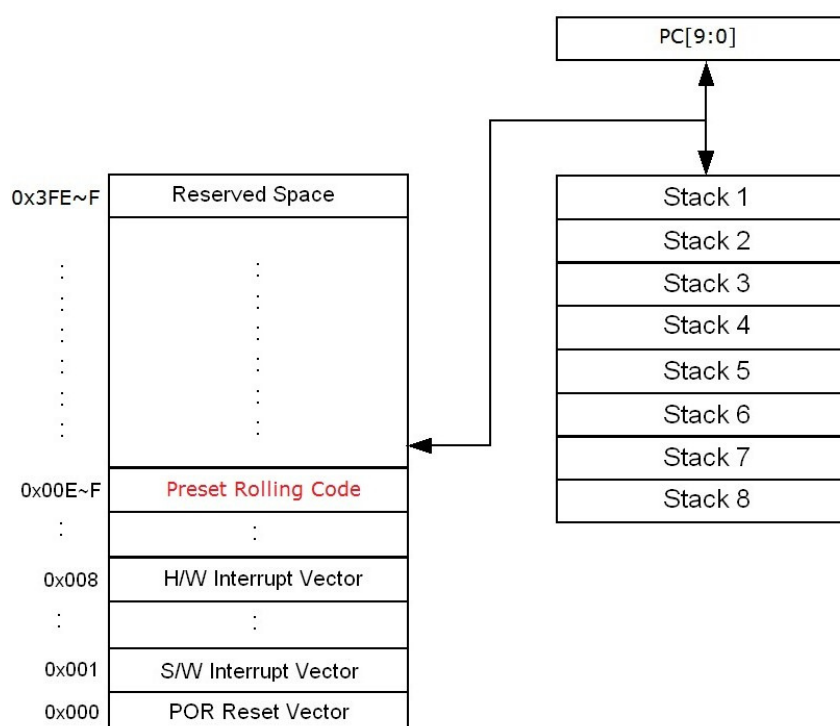 PC[9:0]
0x3FE~F Reserved Space
Stack 1
Stack 2
Stack 3
Stack 4
Stack 5
Stack 6
Stack 7
Stack 8
0x00E~F Preset Rolling Code
0x008 H/W Interrupt Vector
0x001 S/W Interrupt Vector
0x000 POR Reset Vector